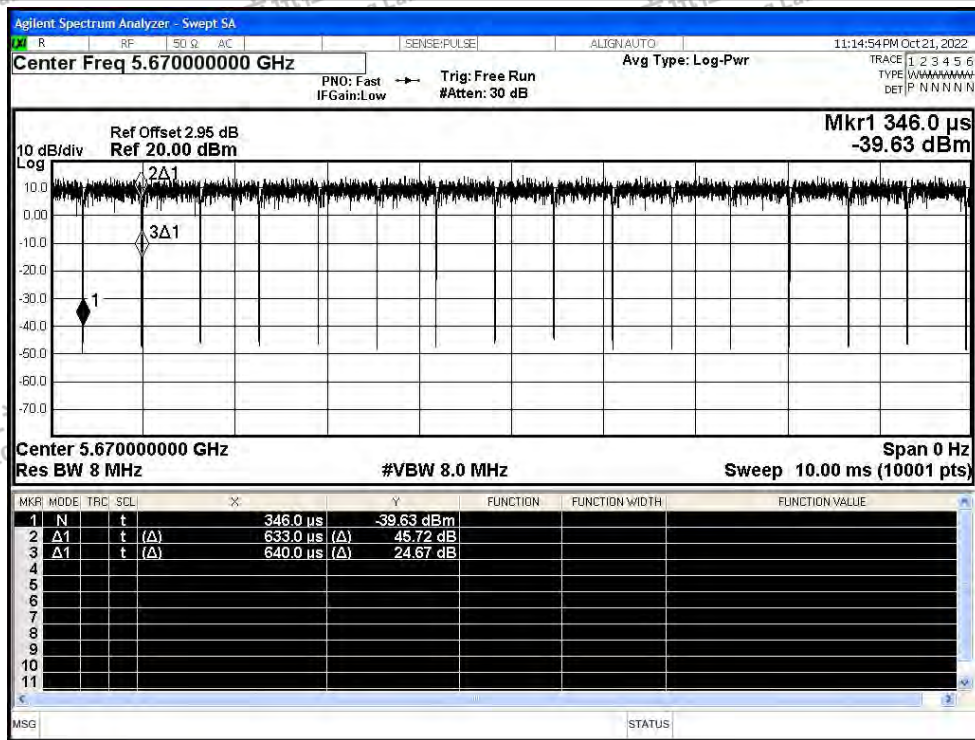 Agilent Spectrum Analyzer - Swept SA
R RF 50 Ω AC SENSE:PULSE ALIGNAUTO 11:14:54PM Oct 21, 2022
Center Freq 5.670000000 GHz Avg Type: Log-Pwr TRACE 1 2 3 4 5 6
PNO: Fast Trig: Free Run TYPE
IFGain:Low #Atten: 30 dB DET P N N N N N
Ref Offset 2.95 dB Mkr1 346.0 µs
10 dB/div Ref 20.00 dBm -39.63 dBm
Log
2Δ1
10.0
0.00
3Δ1
-10.0
-20.0
-30.0
1
-40.0
-50.0
-60.0
-70.0
Center 5.670000000 GHz Span 0 Hz
Res BW 8 MHz #VBW 8.0 MHz Sweep 10.00 ms (10001 pts)
MKR MODE TRC SCL X Y FUNCTION FUNCTION WIDTH FUNCTION VALUE
1 N t 346.0 µs -39.63 dBm
2 Δ1 t (Δ) 633.0 µs (Δ) 45.72 dB
3 Δ1 t (Δ) 640.0 µs (Δ) 24.67 dB
4
5
6
7
8
9
10
11
MSG STATUS